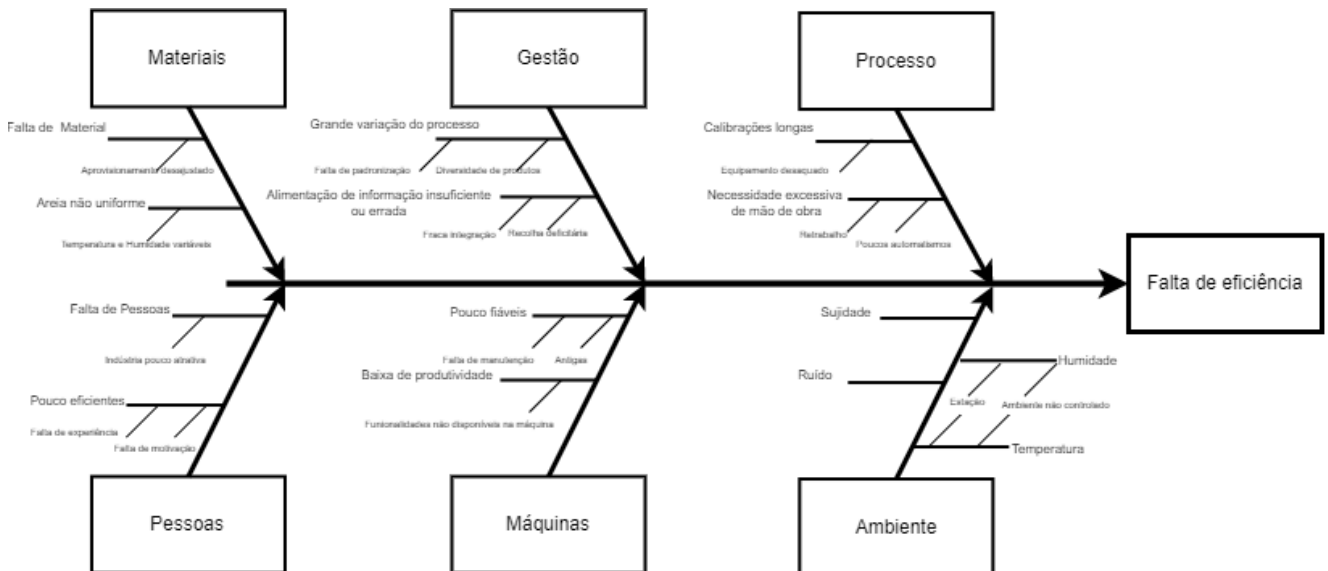 Materiais
Gestão
Processo
Falta de Material
Aprovisionamento desajustado
Areia não uniforme
Temperatura e Humidade variáveis
Grande variação do processo
Falta de padronização
Diversidade de produtos
Alimentação de informação insuficiente
ou errada
Fraca integração
Recolha deficitária
Calibrações longas
Equipamento desaquado
Necessidade excessiva
de mão de obra
Retrabalho
Poucos automatismos
Falta de eficiência
Falta de Pessoas
Indústria pouco atrativa
Pouco eficientes
Falta de experiência
Falta de motivação
Pouco fiáveis
Falta de manutenção
Antigas
Baixa de produtividade
Funionalidades não disponíveis na máquina
Sujidade
Ruído
Humidade
Estação
Ambiente não controlado
Temperatura
Pessoas
Máquinas
Ambiente